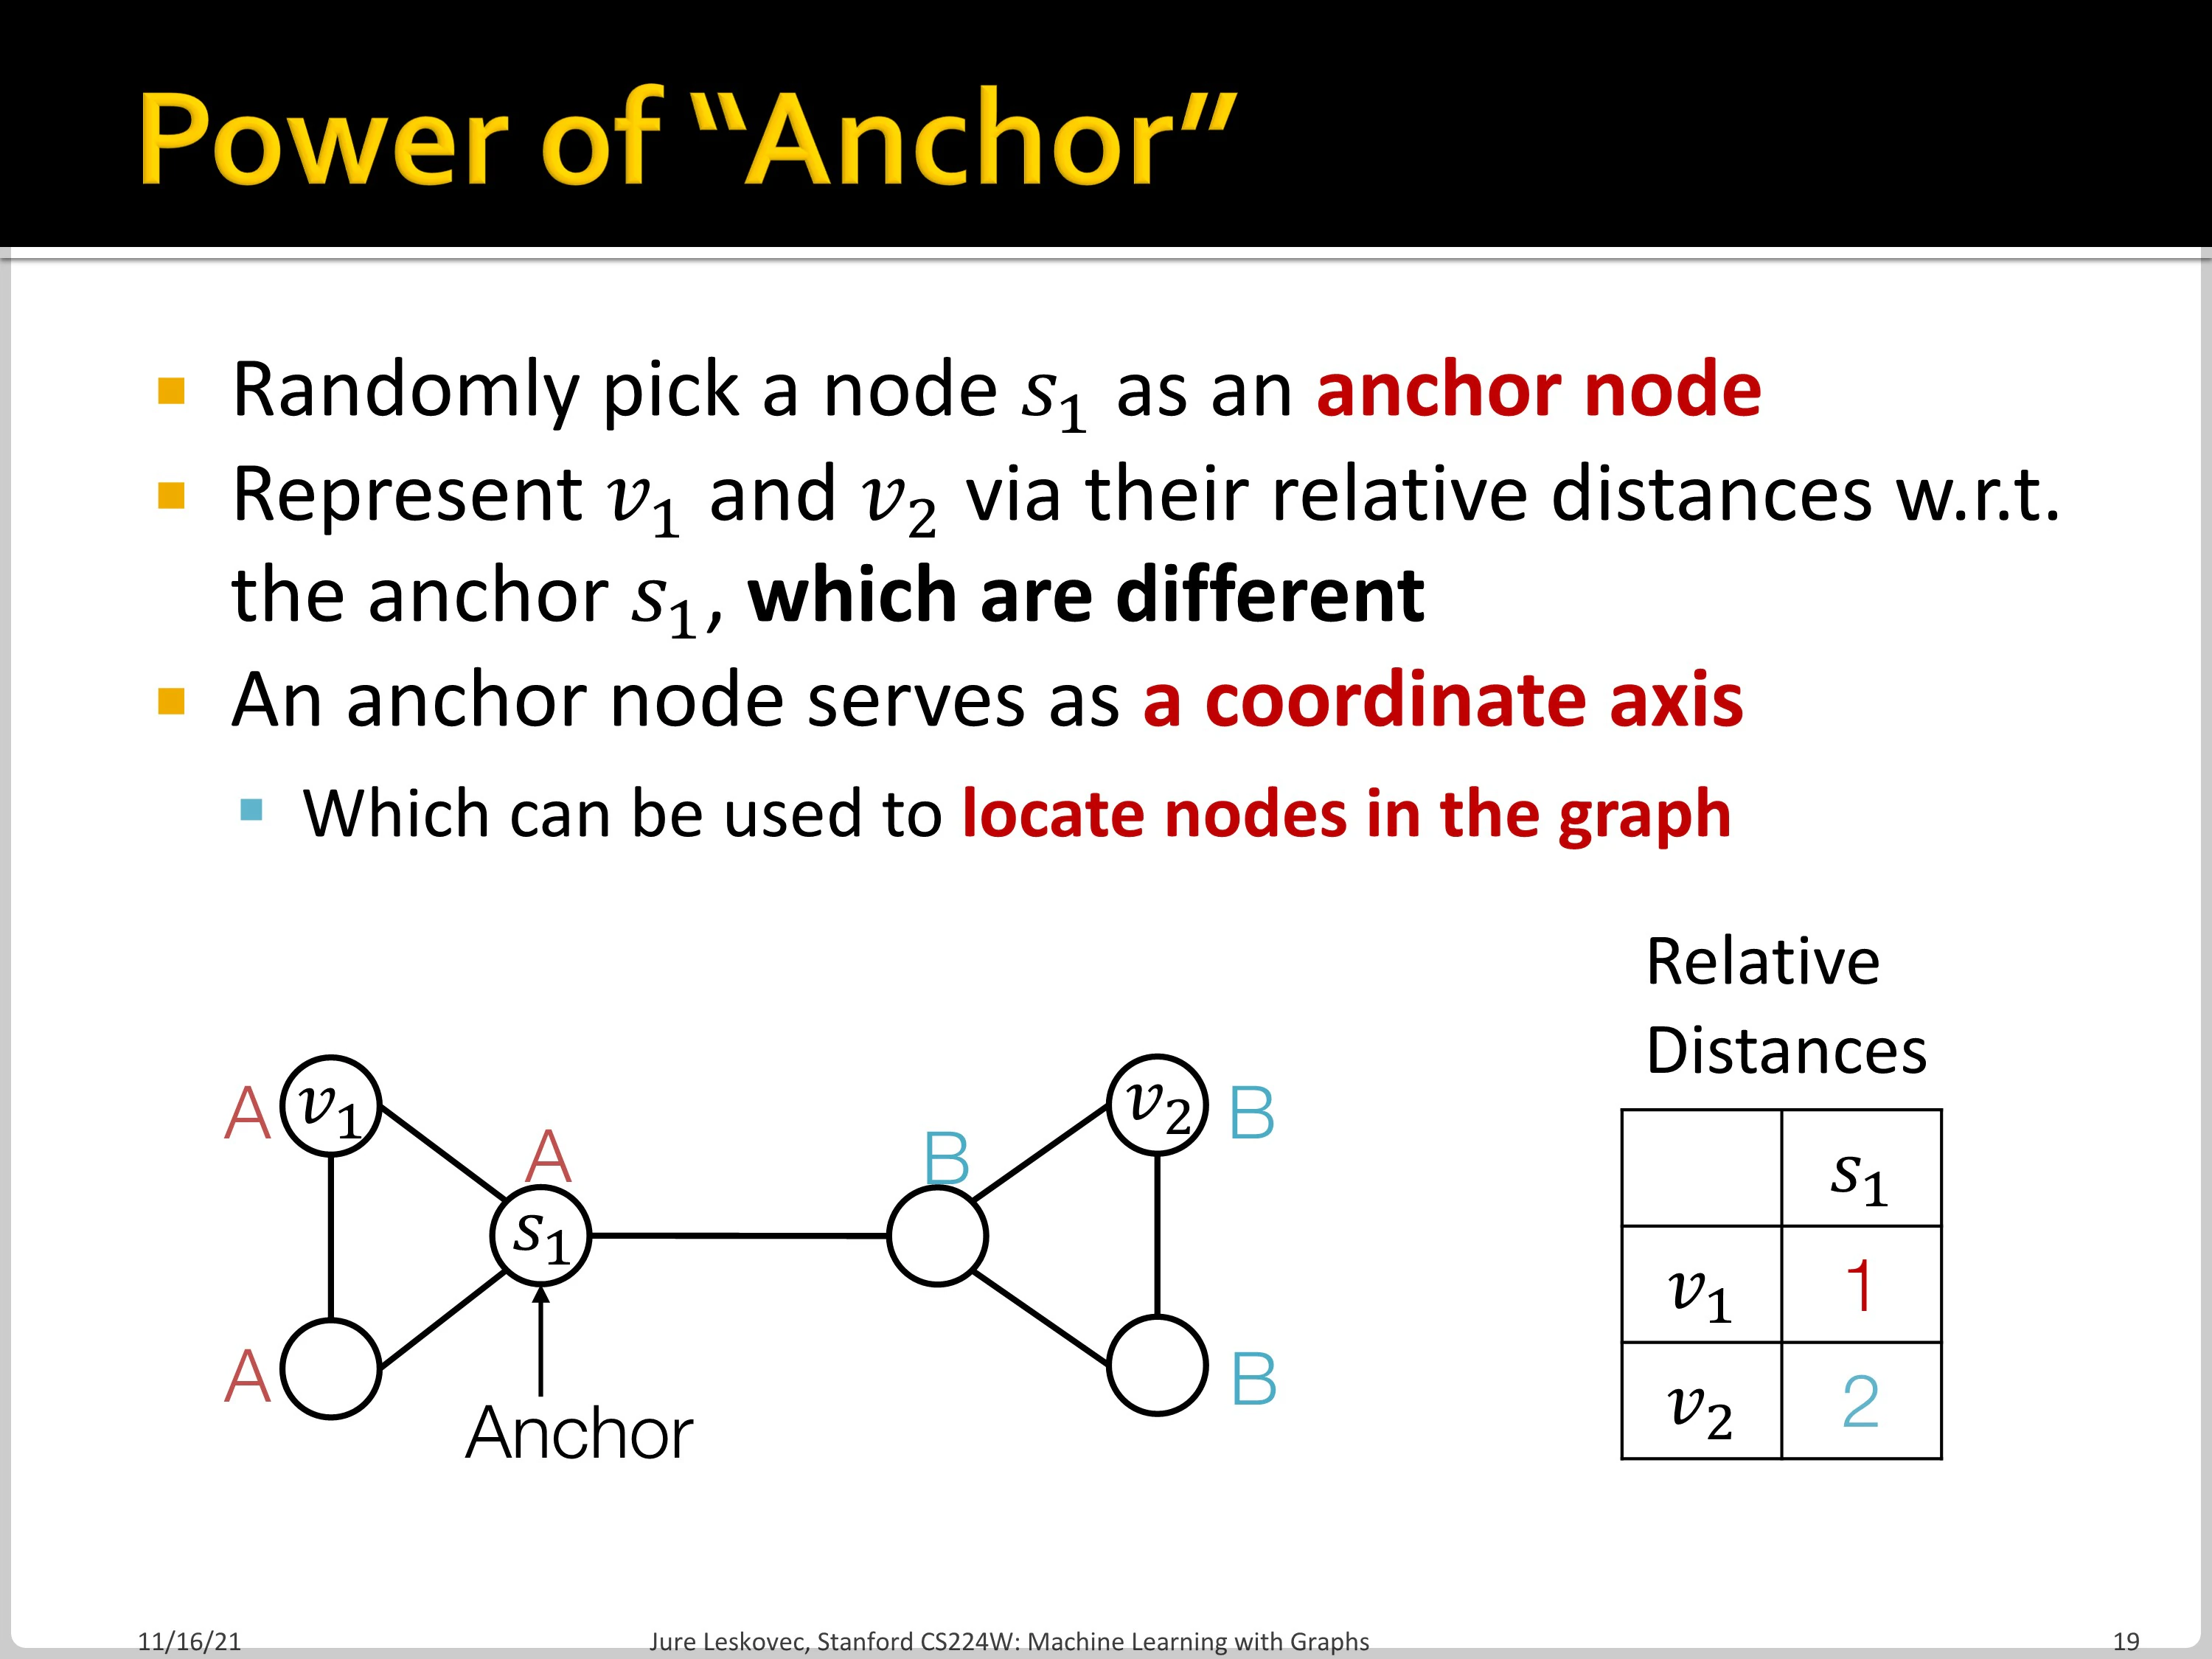 Power of “Anchor”
Randomly pick a node s₁ as an anchor node
Represent v₁ and v₂ via their relative distances w.r.t.
the anchor s₁, which are different
An anchor node serves as a coordinate axis
Which can be used to locate nodes in the graph
Relative
Distances
A v₁
A
s₁
A
Anchor
B
v₂ B
B
s₁
v₁ 1
v₂ 2
11/16/21
Jure Leskovec, Stanford CS224W: Machine Learning with Graphs
19